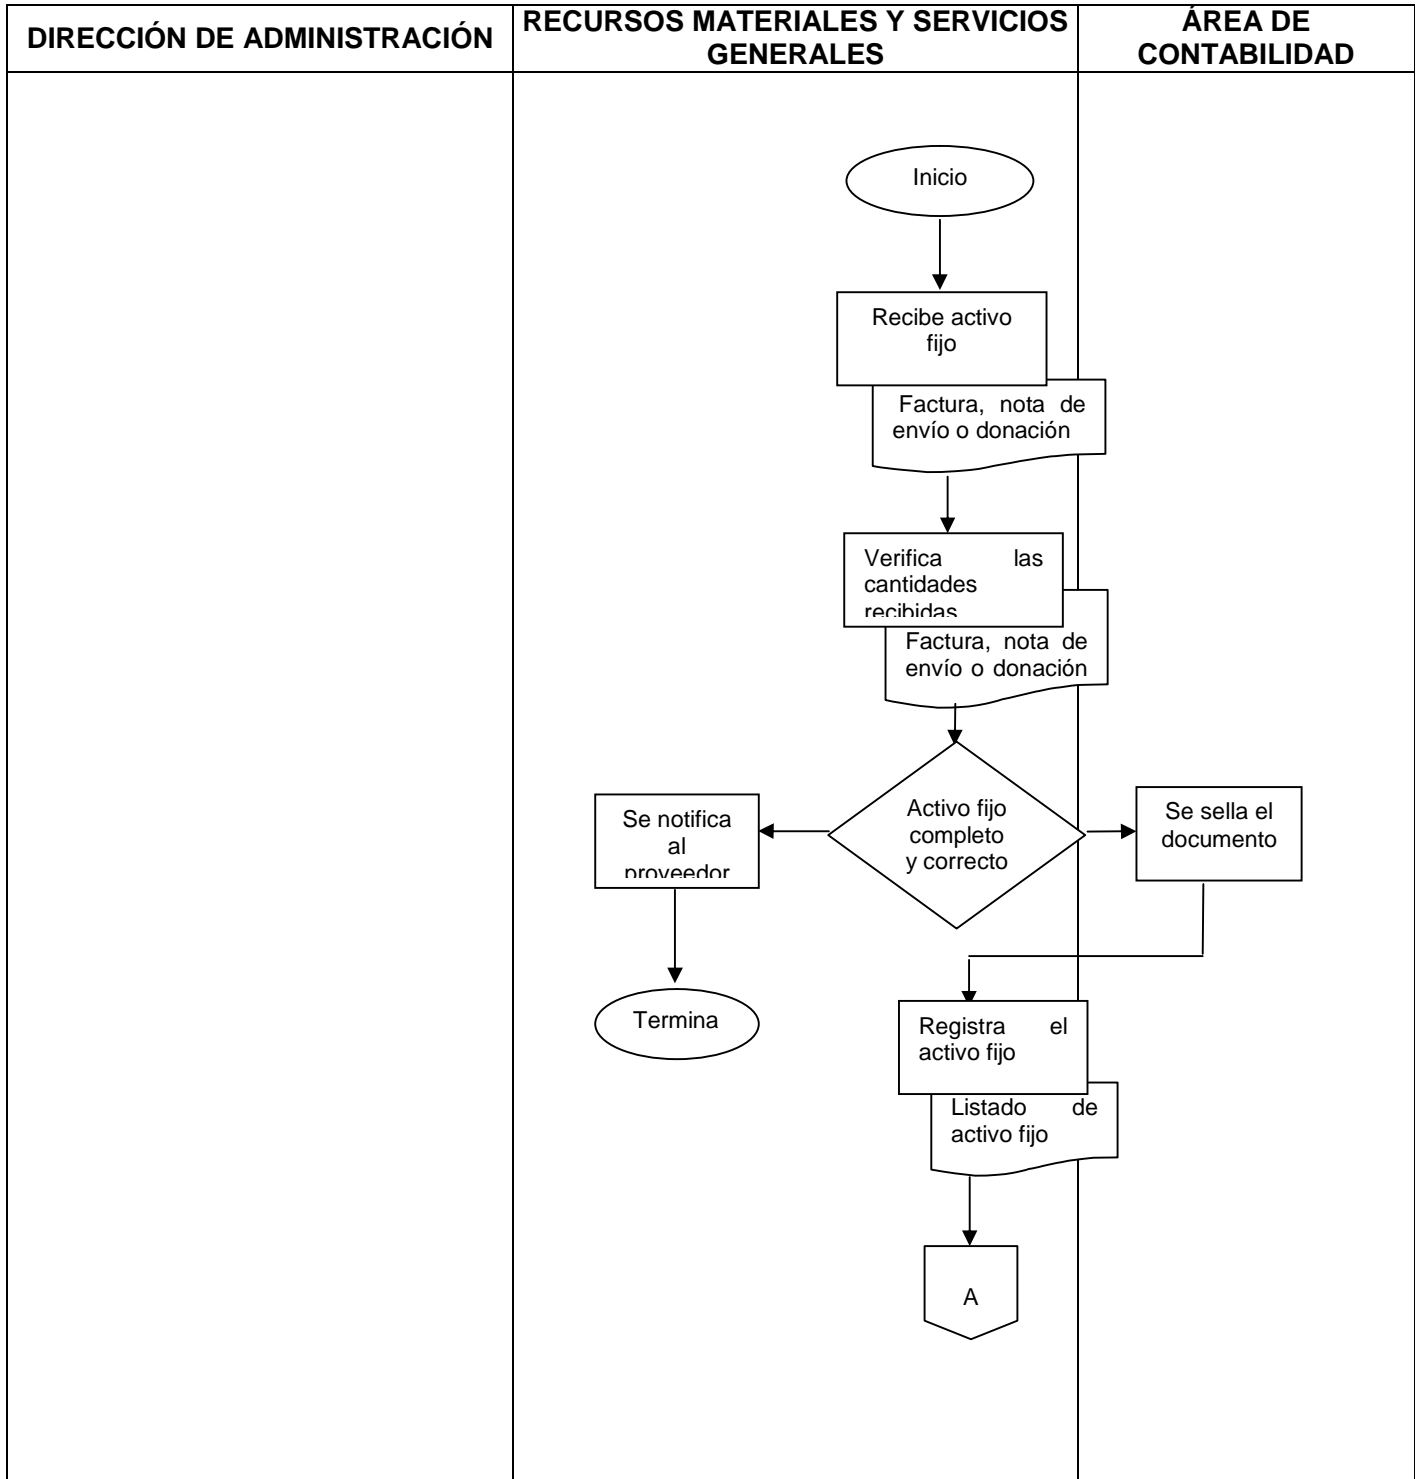 DIRECCIÓN DE ADMINISTRACIÓN
RECURSOS MATERIALES Y SERVICIOS
GENERALES
ÁREA DE
CONTABILIDAD
Inicio
Recibe activo
fijo
Factura, nota de
envío o donación
Verifica las
cantidades
recibidas
Factura, nota de
envío o donación
Activo fijo
completo
y correcto
Se notifica
al
proveedor
Se sella el
documento
Termina
Registra el
activo fijo
Listado de
activo fijo
A